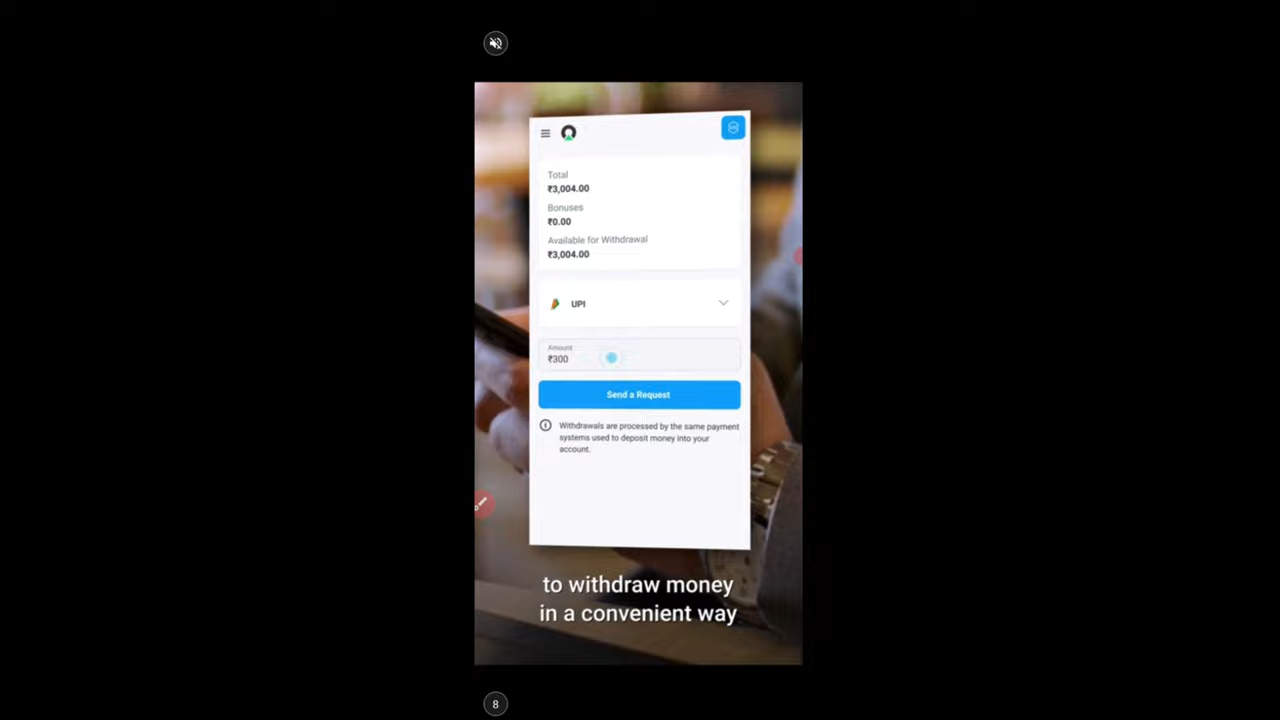 Total
₹3,004.00
Bonuses
₹0.00
Available for Withdrawal
₹3,004.00
UPI
Amount
₹300
Send a Request
Withdrawals are processed by the same payment
systems used to deposit money into your
account.
to withdraw money
in a convenient way
8